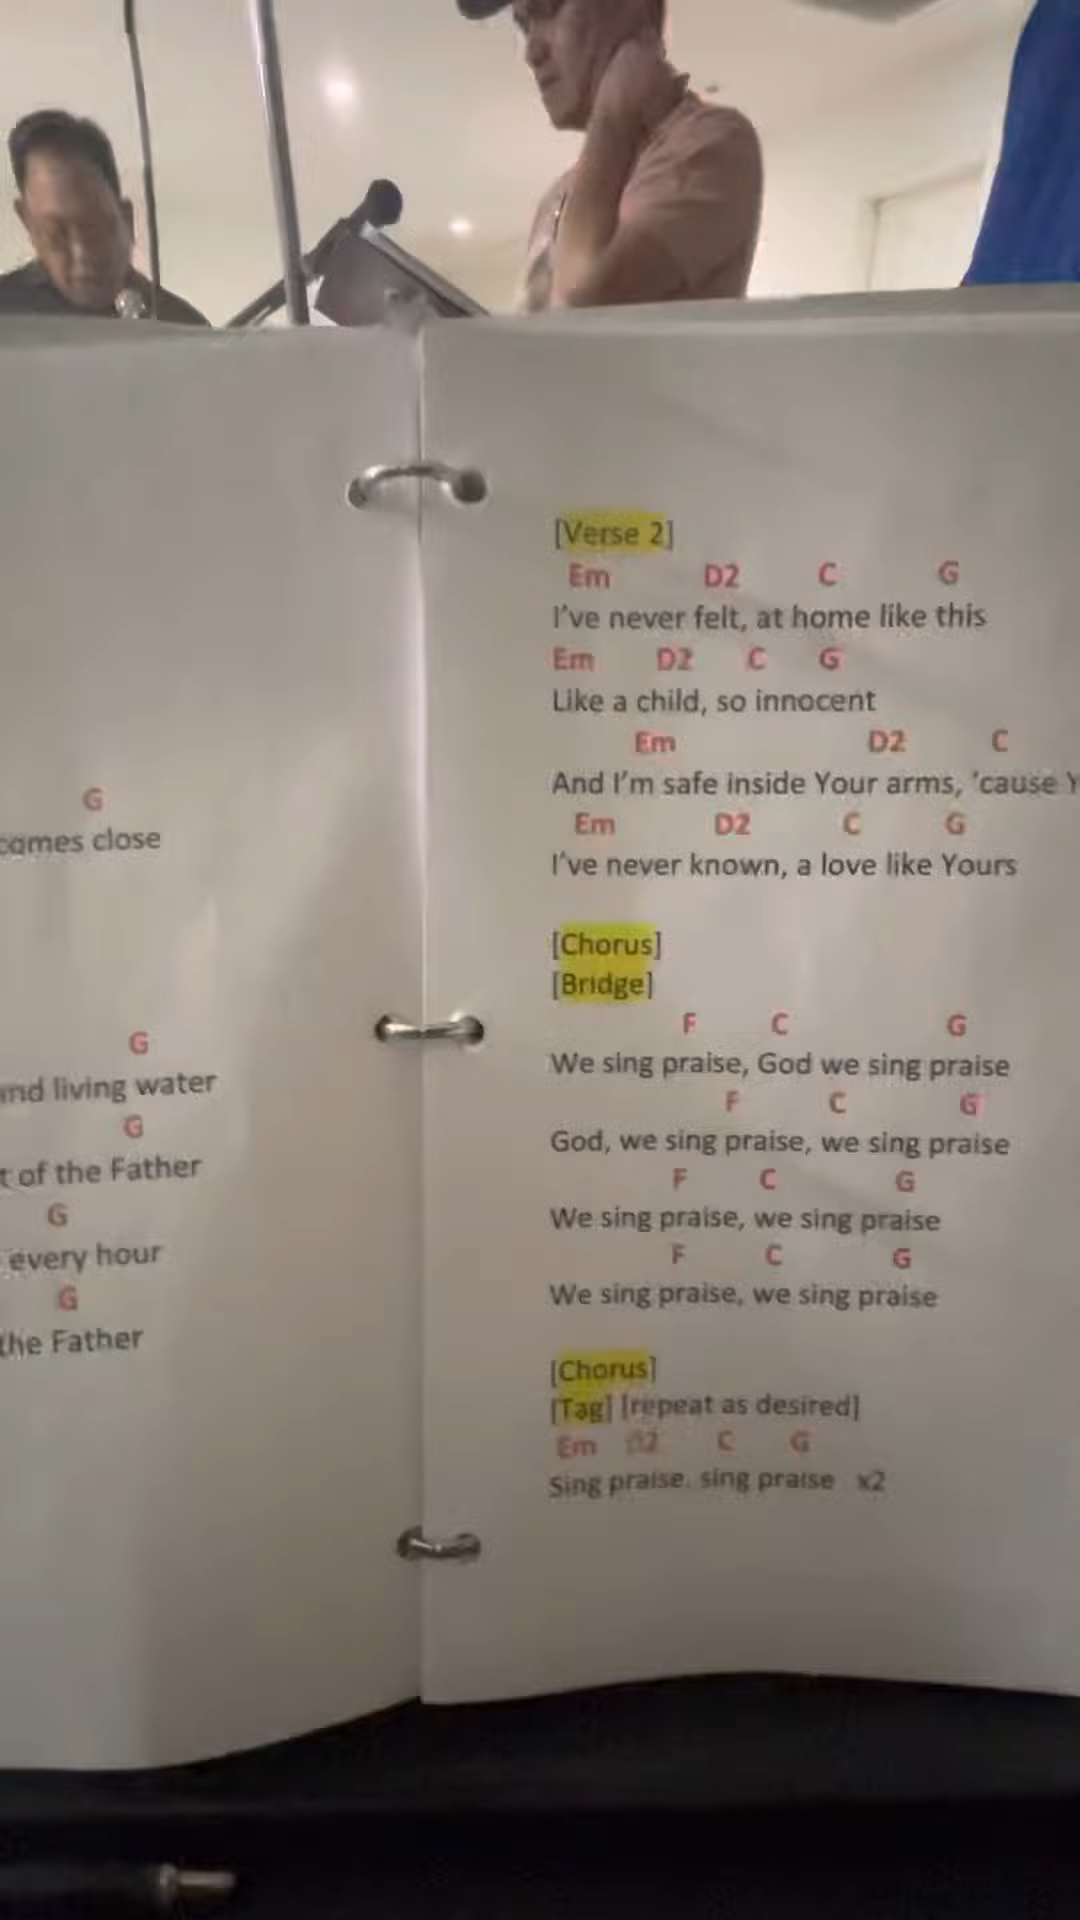 G
comes close
G
and living water
G
t of the Father
G
every hour
G
the Father
[Verse 2]
Em D2 C G
I've never felt, at home like this
Em D2 C G
Like a child, so innocent
Em D2 C
And I'm safe inside Your arms, 'cause Y
Em D2 C G
I've never known, a love like Yours
[Chorus]
[Bridge]
F C G
We sing praise, God we sing praise
F C G
God, we sing praise, we sing praise
F C G
We sing praise, we sing praise
F C G
We sing praise, we sing praise
[Chorus]
[Tag] [repeat as desired]
Em D2 C G
Sing praise, sing praise x2